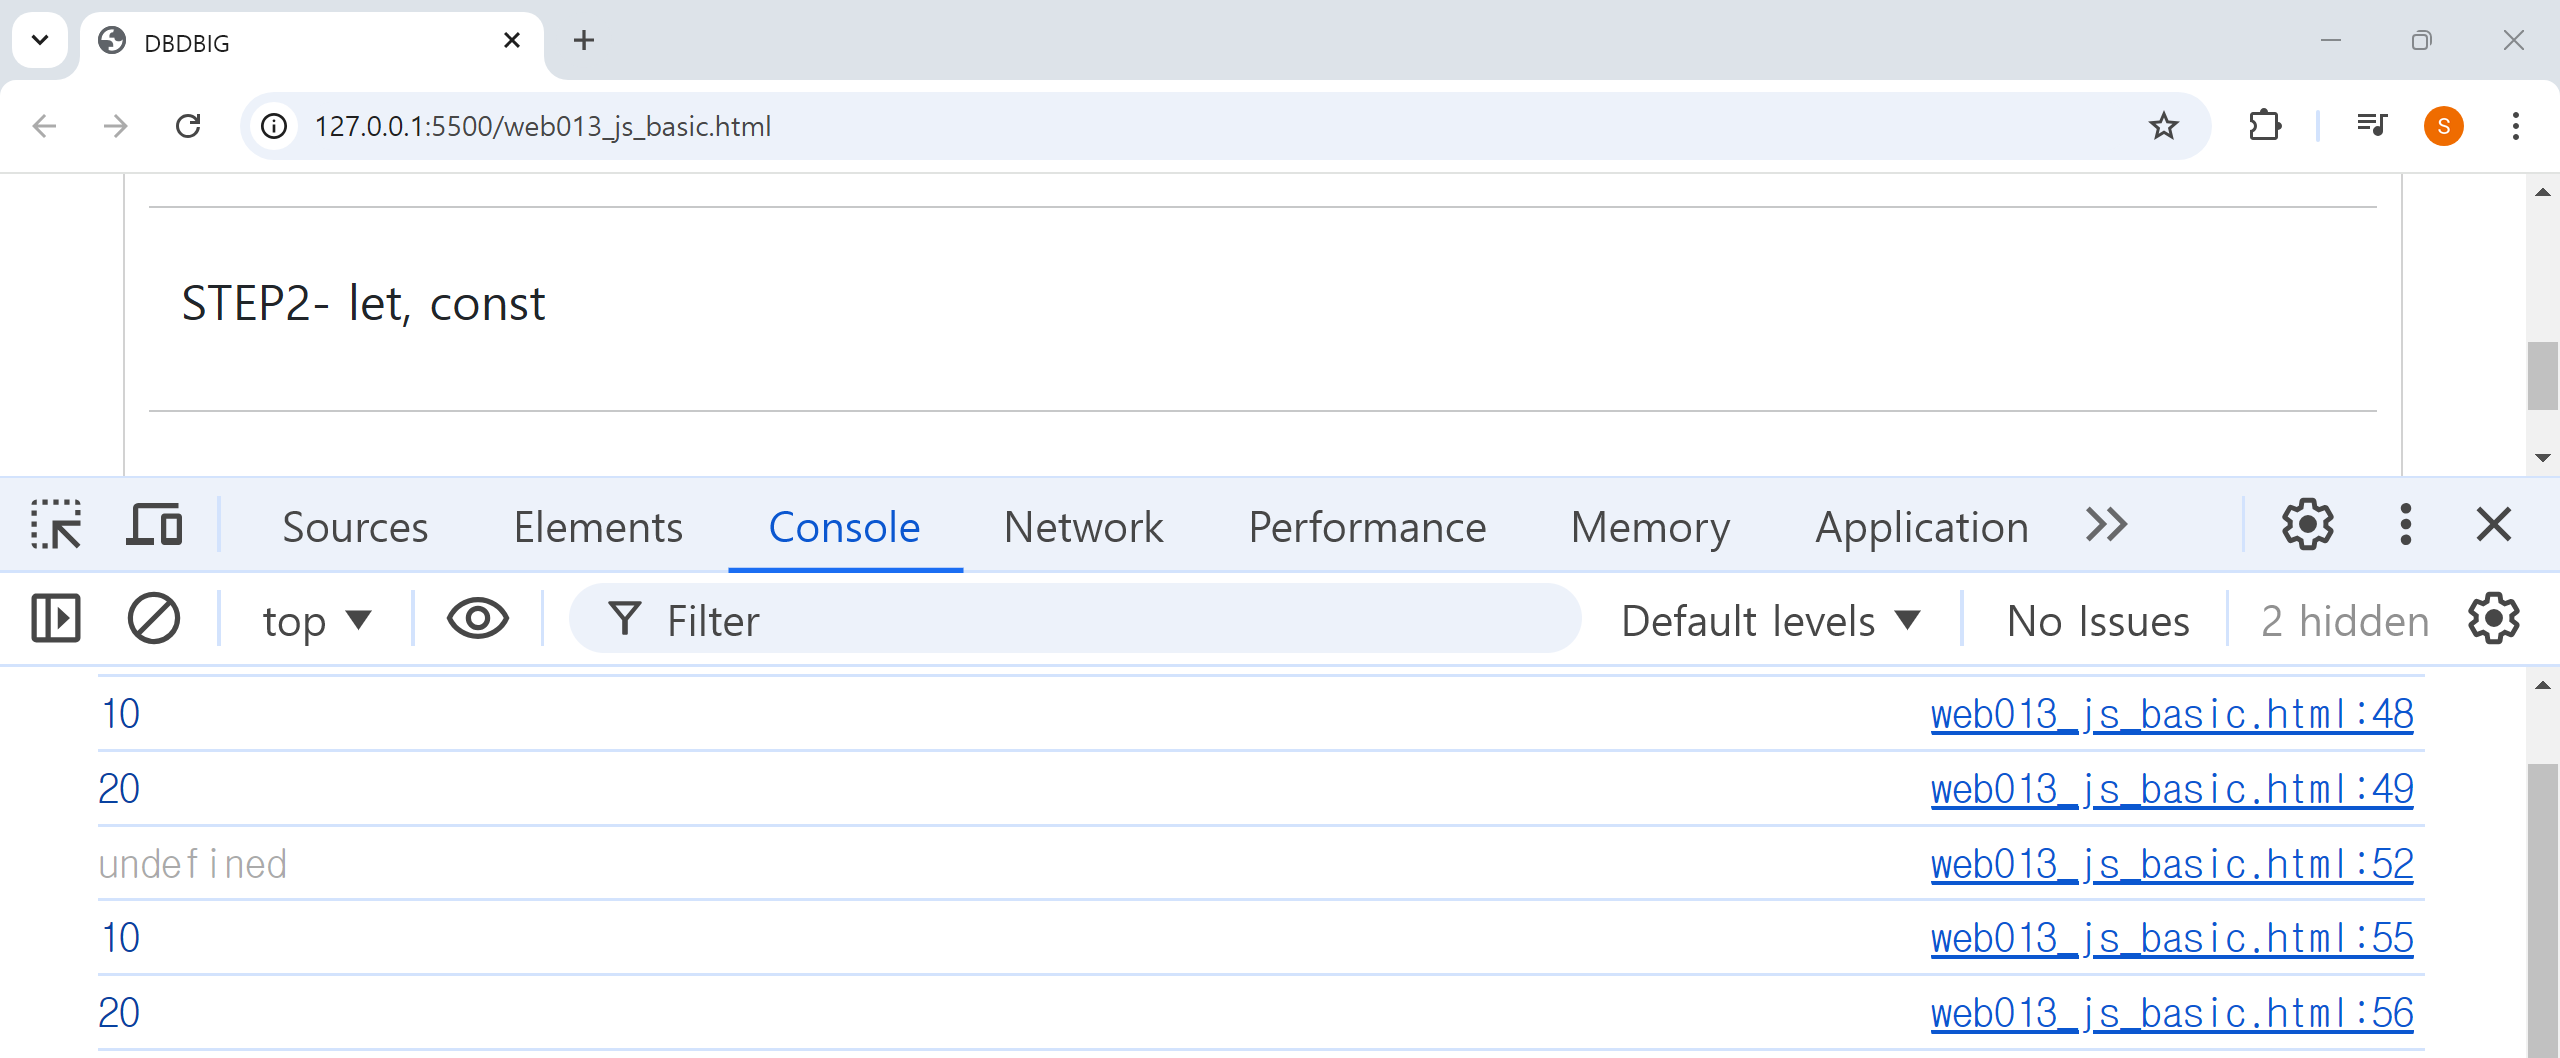 DBDBIG
127.0.0.1:5500/web013_js_basic.html
S
STEP2- let, const
Sources Elements Console Network Performance Memory Application
top Filter Default levels No Issues 2 hidden
10 web013_js_basic.html:48
20 web013_js_basic.html:49
undefined web013_js_basic.html:52
10 web013_js_basic.html:55
20 web013_js_basic.html:56